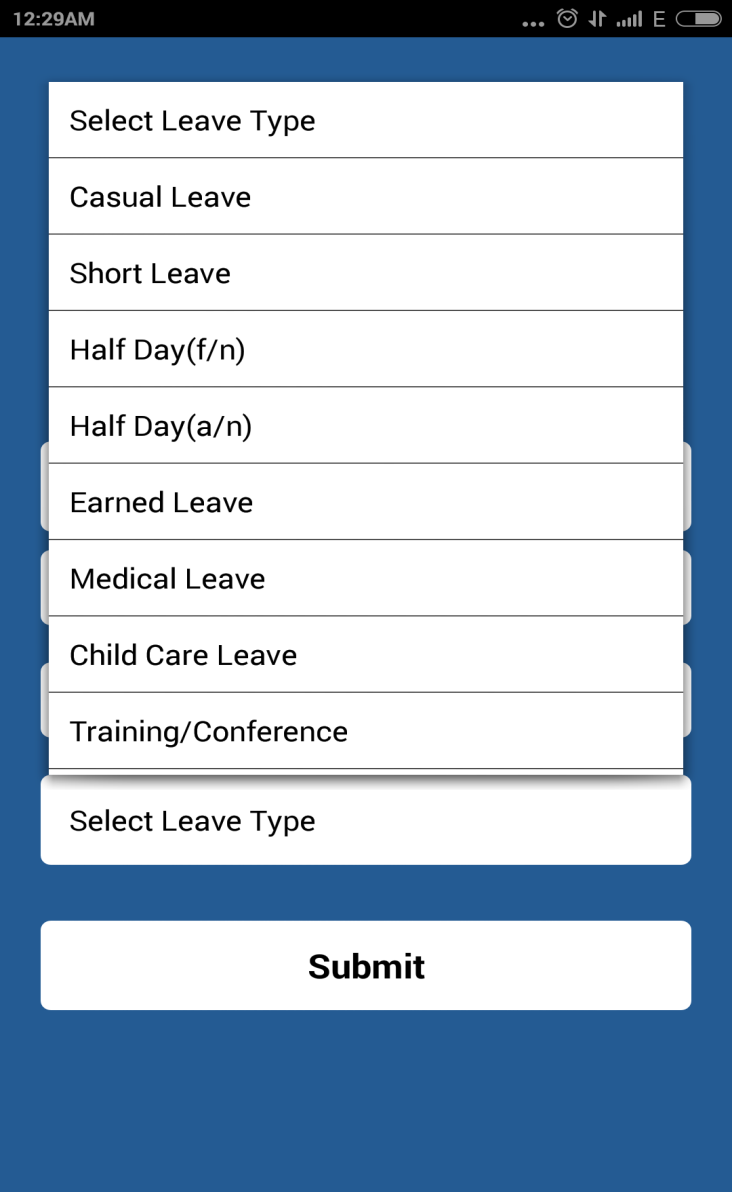 12:29AM
E
Select Leave Type
Casual Leave
Short Leave
Half Day(f/n)
Half Day(a/n)
Earned Leave
Medical Leave
Child Care Leave
Training/Conference
Select Leave Type
Submit